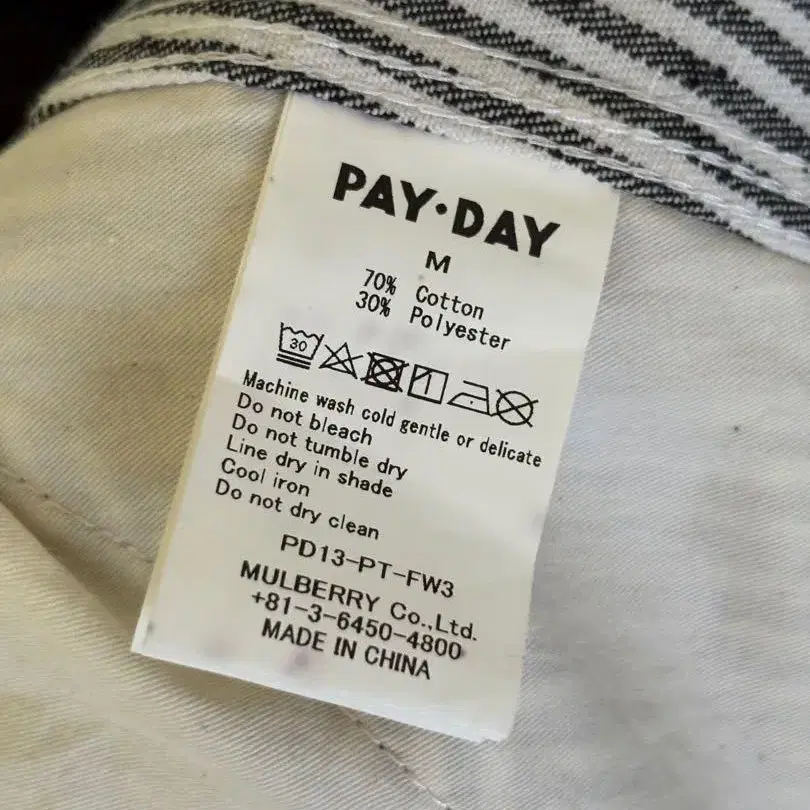 PAY·DAY
M
70% Cotton
30% Polyester
30
Machine wash cold gentle or delicate
Do not bleach
Do not tumble dry
Line dry in shade
Cool iron
Do not dry clean
PD13-PT-FW3
MULBERRY Co.,Ltd.
+81-3-6450-4800
MADE IN CHINA